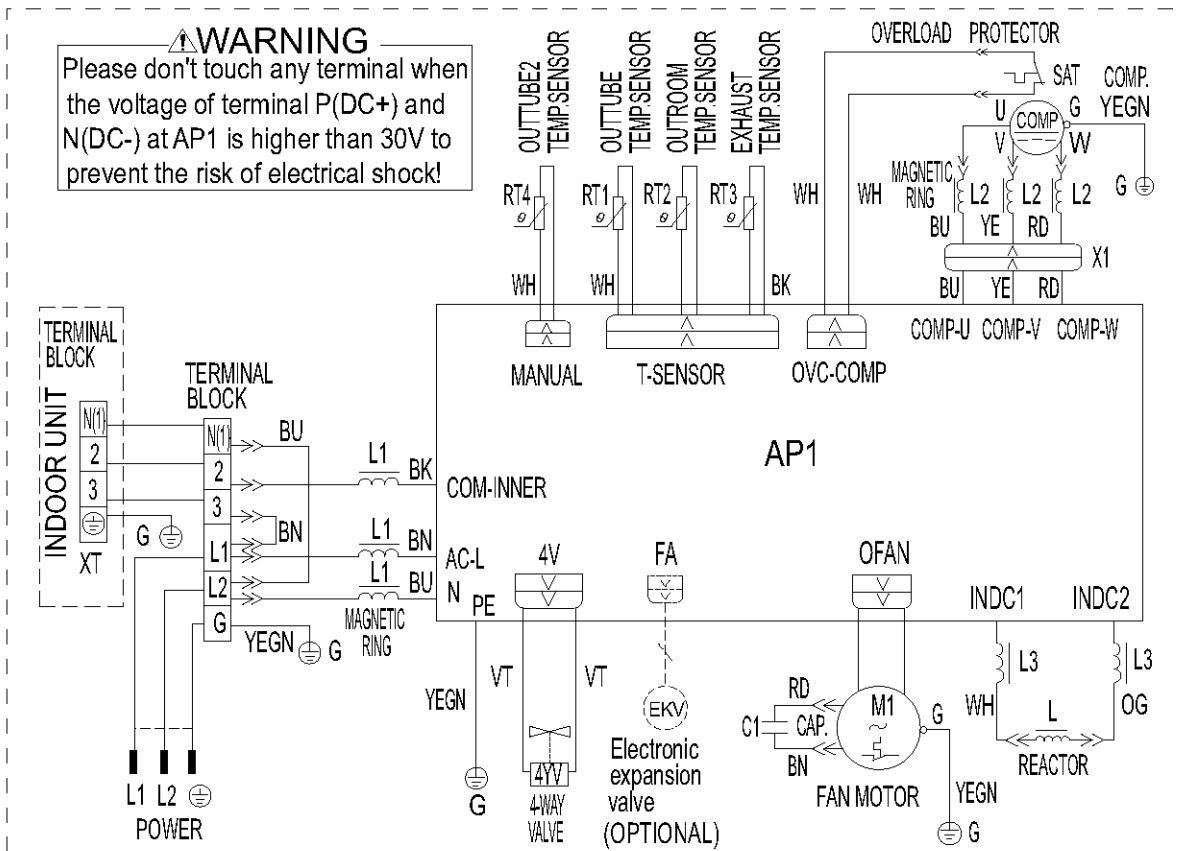 ⚠WARNING
Please don't touch any terminal when
the voltage of terminal P(DC+) and
N(DC-) at AP1 is higher than 30V to
prevent the risk of electrical shock!
OUTTUBE2
TEMP.SENSOR
OUTTUBE
TEMP.SENSOR
OUTROOM
TEMP.SENSOR
EXHAUST
TEMP.SENSOR
OVERLOAD PROTECTOR
SAT
COMP.
YEGN
U
V
G
W
COMP
G
RT4
θ
RT1
θ
RT2
θ
RT3
θ
WH
WH
MAGNETIC
RING
L2
L2
L2
BU
YE
RD
X1
WH
WH
BK
BU
YE
RD
MANUAL
T-SENSOR
OVC-COMP
COMP-U
COMP-V
COMP-W
AP1
TERMINAL
BLOCK
INDOOR UNIT
N(1)
2
3
XT
G
TERMINAL
BLOCK
N(1)
2
3
L1
L2
G
BU
BN
L1
BK
COM-INNER
L1
BN
AC-L
L1
BU
N
MAGNETIC
RING
PE
YEGN
G
L1
L2
POWER
YEGN
G
4V
VT
VT
4YV
4-WAY
VALVE
FA
EKV
Electronic
expansion
valve
(OPTIONAL)
OFAN
RD
C1
CAP.
BN
M1
~
G
FAN MOTOR
YEGN
G
INDC1
INDC2
L3
L3
WH
L
OG
REACTOR